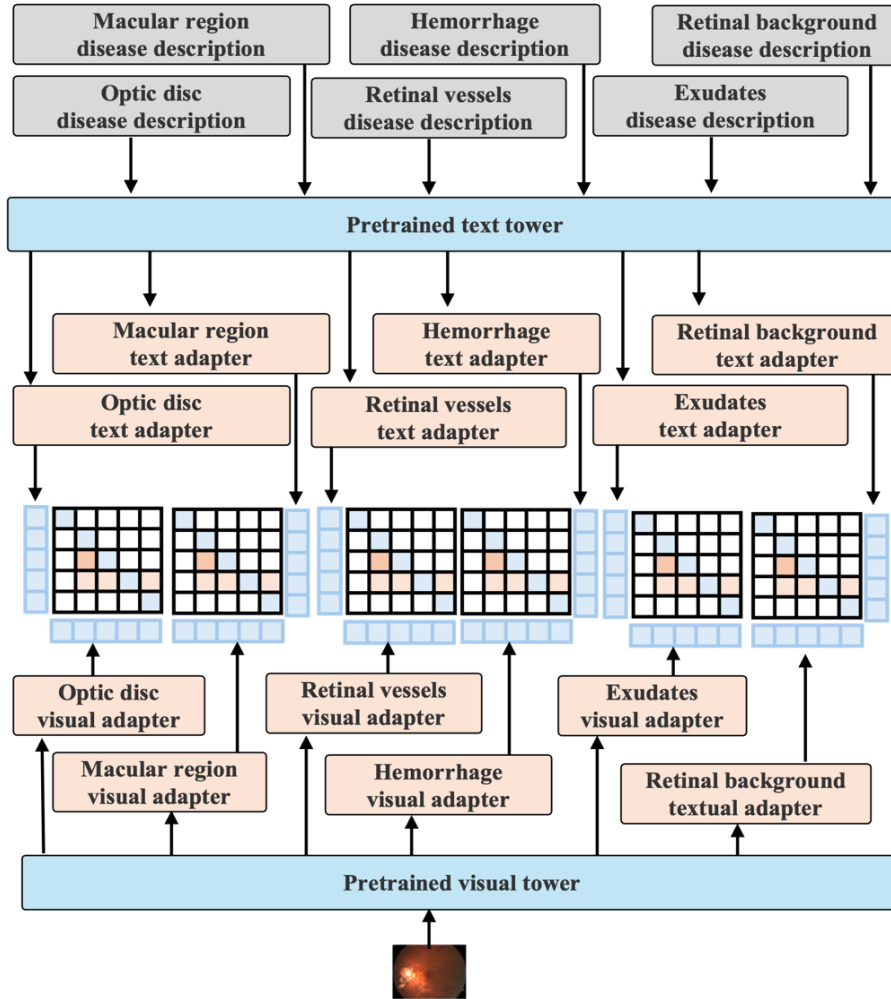 Macular region
disease description
Hemorrhage
disease description
Retinal background
disease description
Optic disc
disease description
Retinal vessels
disease description
Exudates
disease description
Pretrained text tower
Macular region
text adapter
Hemorrhage
text adapter
Retinal background
text adapter
Optic disc
text adapter
Retinal vessels
text adapter
Exudates
text adapter
Optic disc
visual adapter
Retinal vessels
visual adapter
Exudates
visual adapter
Macular region
visual adapter
Hemorrhage
visual adapter
Retinal background
textual adapter
Pretrained visual tower